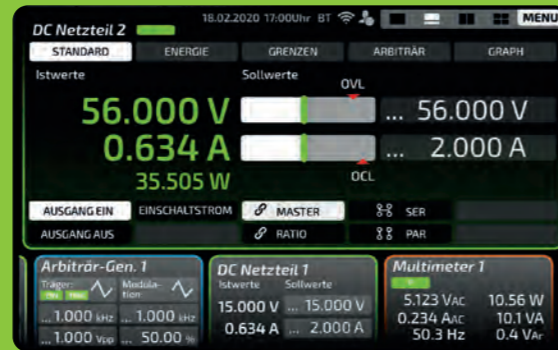 18.02.2020 17:00Uhr BT MENU
DC Netzteil 2
STANDARD ENERGIE GRENZEN ARBITRÄR GRAPH
Istwerte Sollwerte OVL
56.000 V ... 56.000 V
0.634 A ... 2.000 A
35.505 W OCL
AUSGANG EIN EINSCHALTSTROM MASTER SER
AUSGANG AUS RATIO PAR
Arbiträr-Gen. 1 DC Netzteil 1 Multimeter 1
Träger: Modula- Istwerte Sollwerte
tion:
15.000 V ... 15.000 V 5.123 VAC 10.56 W
... 1.000 kHz ... 1.000 kHz 0.234 AAC 10.1 VA
... 1.000 Vpp ... 50.00 % 0.634 A ... 2.000 A 50.3 Hz 0.4 VAr